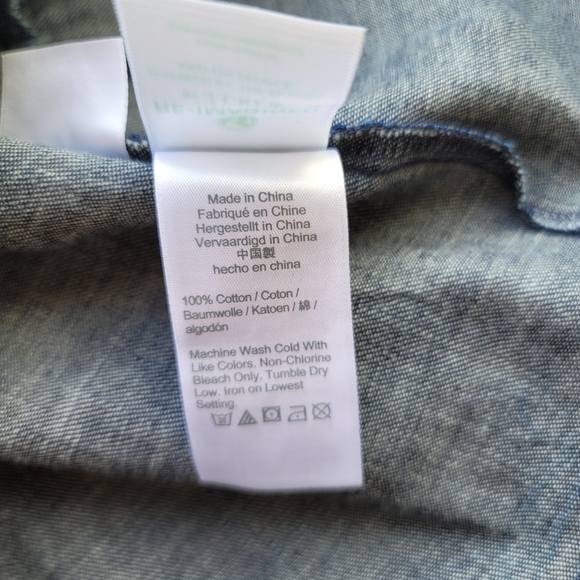 Made in China
Fabriqué en Chine
Hergestellt in China
Vervaardigd in China
中国製
hecho en china
100% Cotton / Coton /
Baumwolle / Katoen / 綿 /
algodón
Machine Wash Cold With
Like Colors. Non-Chlorine
Bleach Only. Tumble Dry
Low. Iron on Lowest
Setting.